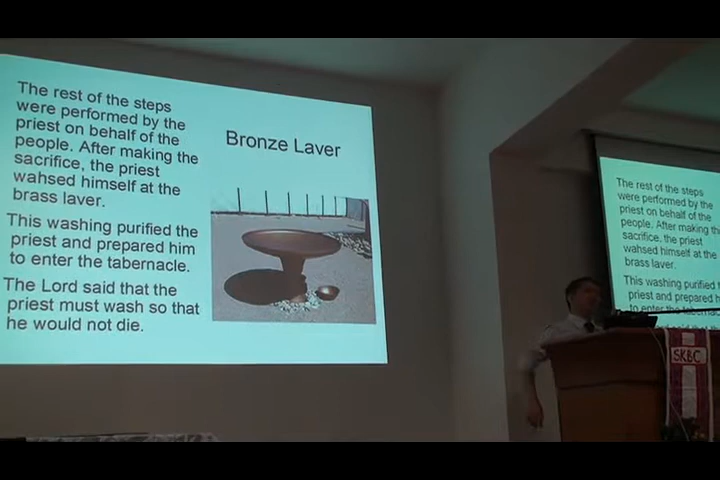 The rest of the steps
were performed by the
priest on behalf of the
people. After making the
sacrifice, the priest
wahsed himself at the
brass laver.
This washing purified the
priest and prepared him
to enter the tabernacle.
The Lord said that the
priest must wash so that
he would not die.
Bronze Laver
The rest of the steps
were performed by the
priest on behalf of the
people. After making the
sacrifice, the priest
wahsed himself at the
brass laver.
This washing purified
priest and prepared
to enter the
SKBC